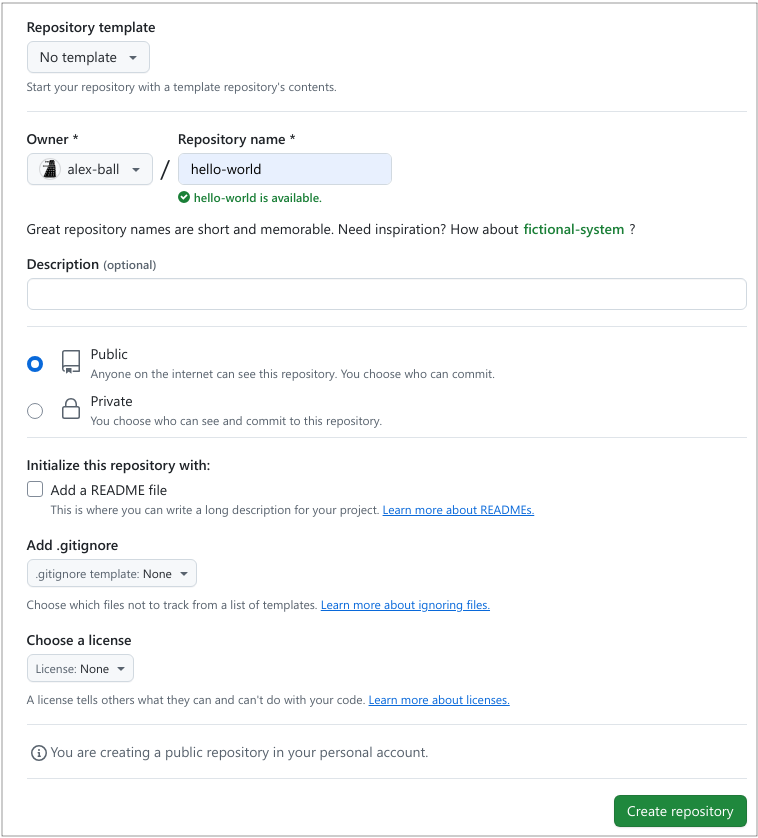 Repository template
No template
Start your repository with a template repository's contents.
Owner *
Repository name *
alex-ball / hello-world
hello-world is available.
Great repository names are short and memorable. Need inspiration? How about fictional-system ?
Description (optional)
Public
Anyone on the internet can see this repository. You choose who can commit.
Private
You choose who can see and commit to this repository.
Initialize this repository with:
Add a README file
This is where you can write a long description for your project. Learn more about READMEs.
Add .gitignore
.gitignore template: None
Choose which files not to track from a list of templates. Learn more about ignoring files.
Choose a license
License: None
A license tells others what they can and can't do with your code. Learn more about licenses.
You are creating a public repository in your personal account.
Create repository